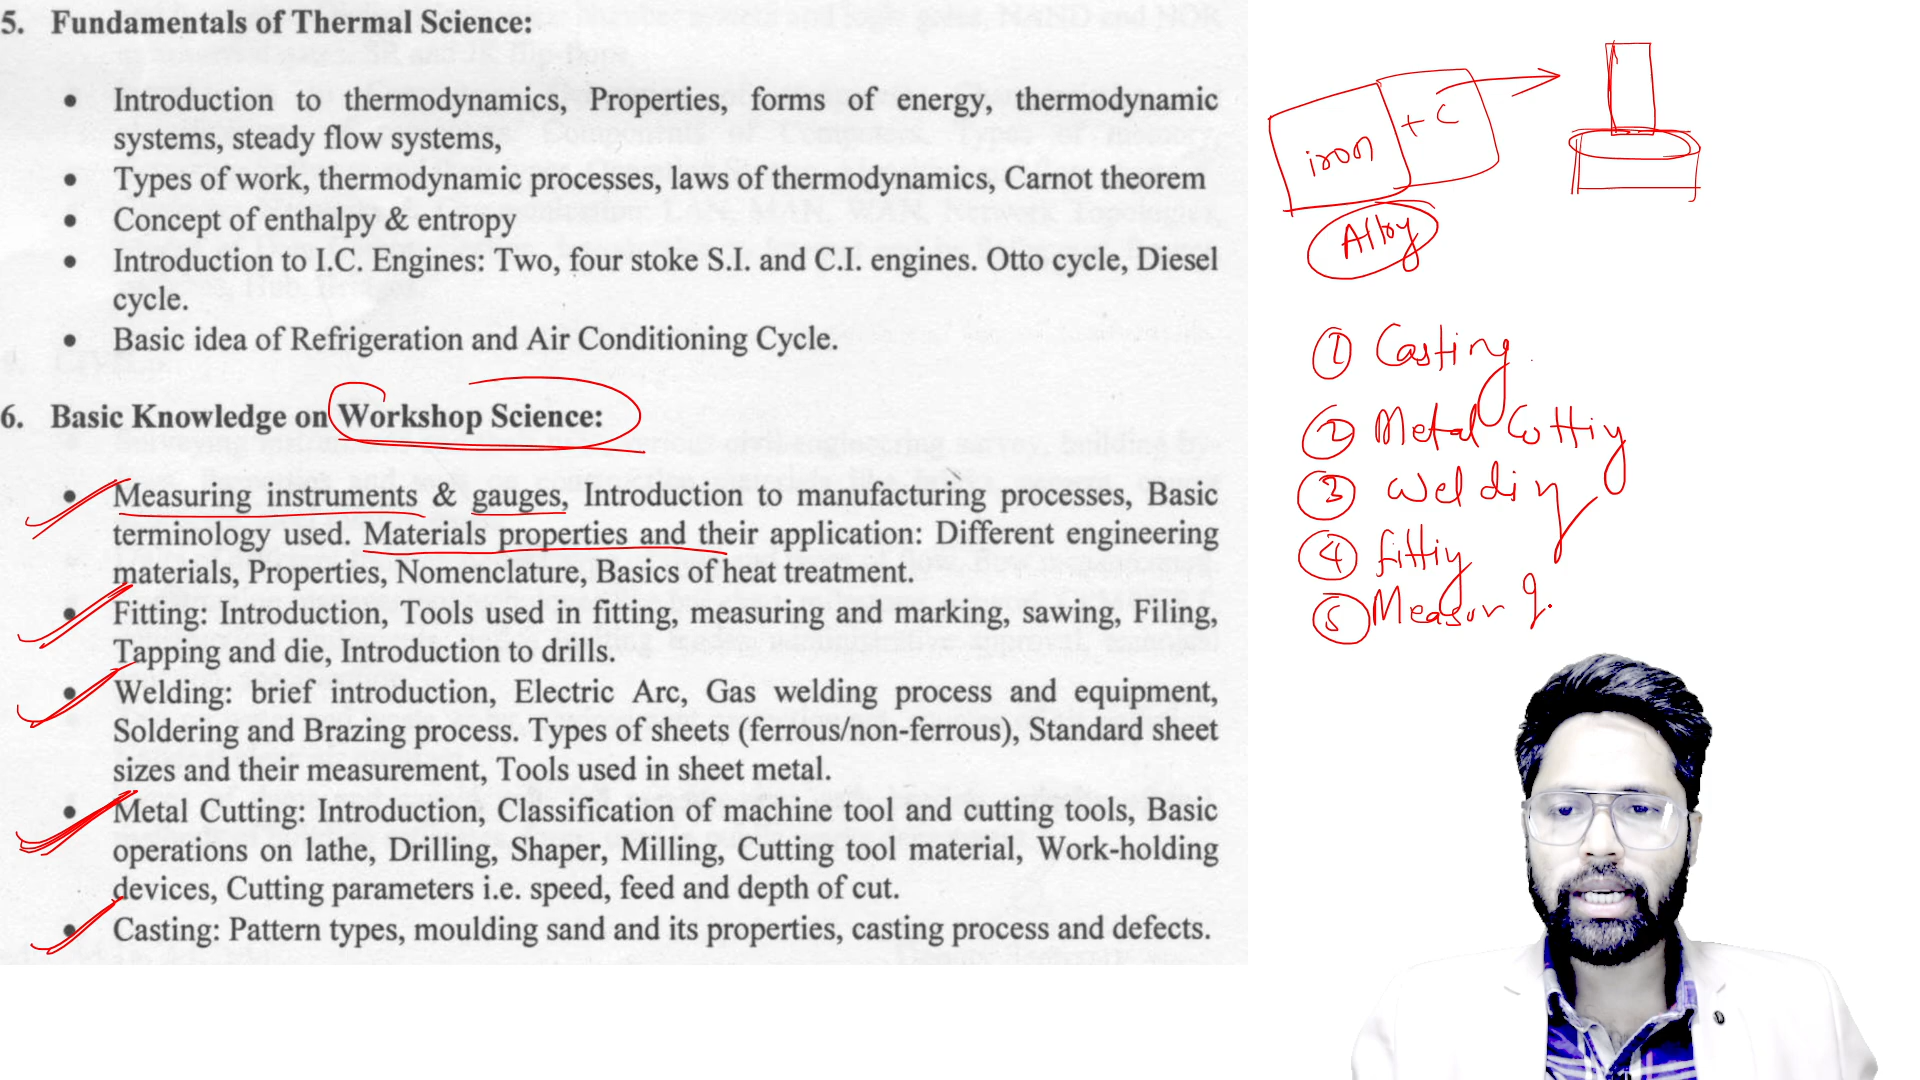 5. Fundamentals of Thermal Science:
• Introduction to thermodynamics, Properties, forms of energy, thermodynamic
systems, steady flow systems,
• Types of work, thermodynamic processes, laws of thermodynamics, Carnot theorem
• Concept of enthalpy & entropy
• Introduction to I.C. Engines: Two, four stoke S.I. and C.I. engines. Otto cycle, Diesel
cycle.
• Basic idea of Refrigeration and Air Conditioning Cycle.
6. Basic Knowledge on Workshop Science:
• Measuring instruments & gauges, Introduction to manufacturing processes, Basic
terminology used. Materials properties and their application: Different engineering
materials, Properties, Nomenclature, Basics of heat treatment.
• Fitting: Introduction, Tools used in fitting, measuring and marking, sawing, Filing,
Tapping and die, Introduction to drills.
• Welding: brief introduction, Electric Arc, Gas welding process and equipment,
Soldering and Brazing process. Types of sheets (ferrous/non-ferrous), Standard sheet
sizes and their measurement, Tools used in sheet metal.
• Metal Cutting: Introduction, Classification of machine tool and cutting tools, Basic
operations on lathe, Drilling, Shaper, Milling, Cutting tool material, Work-holding
devices, Cutting parameters i.e. speed, feed and depth of cut.
• Casting: Pattern types, moulding sand and its properties, casting process and defects.
iron + C
Alloy
① Casting
② Metal Cutting
③ Welding
④ fitting
⑤ Measur g.